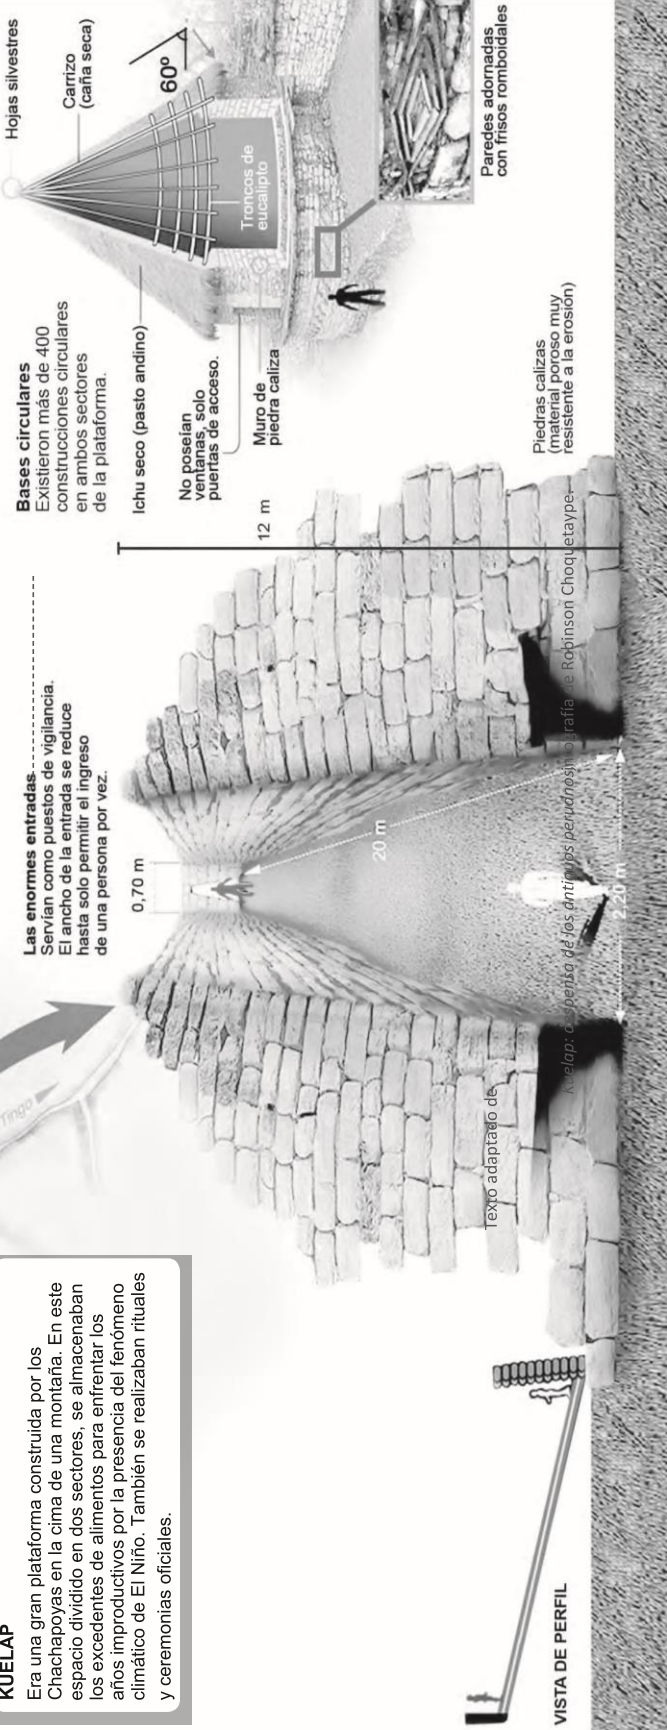 KUELAP
Era una gran plataforma construida por los
Chachapoyas en la cima de una montaña. En este
espacio dividido en dos sectores, se almacenaban
los excedentes de alimentos para enfrentar los
años improductivos por la presencia del fenómeno
climático de El Niño. También se realizaban rituales
y ceremonias oficiales.
Tingo
Las enormes entradas
Servían como puestos de vigilancia.
El ancho de la entrada se reduce
hasta solo permitir el ingreso
de una persona por vez.
0,70 m
20 m
2,20 m
12 m
Bases circulares
Existieron más de 400
construcciones circulares
en ambos sectores
de la plataforma.
Hojas silvestres
Carrizo
(caña seca)
60º
Troncos de
eucalipto
Ichu seco (pasto andino)
No poseían
ventanas, solo
puertas de acceso.
Muro de
piedra caliza
Paredes adornadas
con frisos romboidales
Piedras calizas
(material poroso muy
resistente a la erosión)
VISTA DE PERFIL
Texto adaptado de
Kuelap: despensa de los antiguos peruanos Robinson Choquetaype.